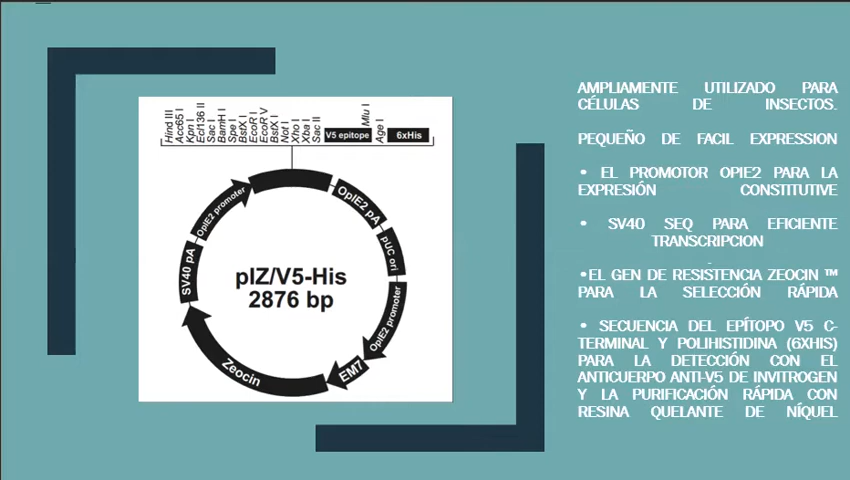 Hind III
Acc65 I
Kpn I
Ecl136 II
Sac I
BamH I
Spe I
BstX I
EcoR I
EcoR V
BstX I
Not I
Xho I
Xba I
Sac II
V5 epitope
Mlu I
Age I
6xHis
OpIE2 promoter
OpIE2 pA
pUC ori
OpIE2 promoter
EM7
Zeocin
SV40 pA
pIZ/V5-His
2876 bp
AMPLIAMENTE UTILIZADO PARA
CÉLULAS DE INSECTOS.
PEQUEÑO DE FACIL EXPRESSION
• EL PROMOTOR OPIE2 PARA LA
EXPRESIÓN CONSTITUTIVE
• SV40 SEQ PARA EFICIENTE
TRANSCRIPCION
•EL GEN DE RESISTENCIA ZEOCIN ™
PARA LA SELECCIÓN RÁPIDA
• SECUENCIA DEL EPÍTOPO V5 C-
TERMINAL Y POLIHISTIDINA (6XHIS)
PARA LA DETECCIÓN CON EL
ANTICUERPO ANTI-V5 DE INVITROGEN
Y LA PURIFICACIÓN RÁPIDA CON
RESINA QUELANTE DE NÍQUEL